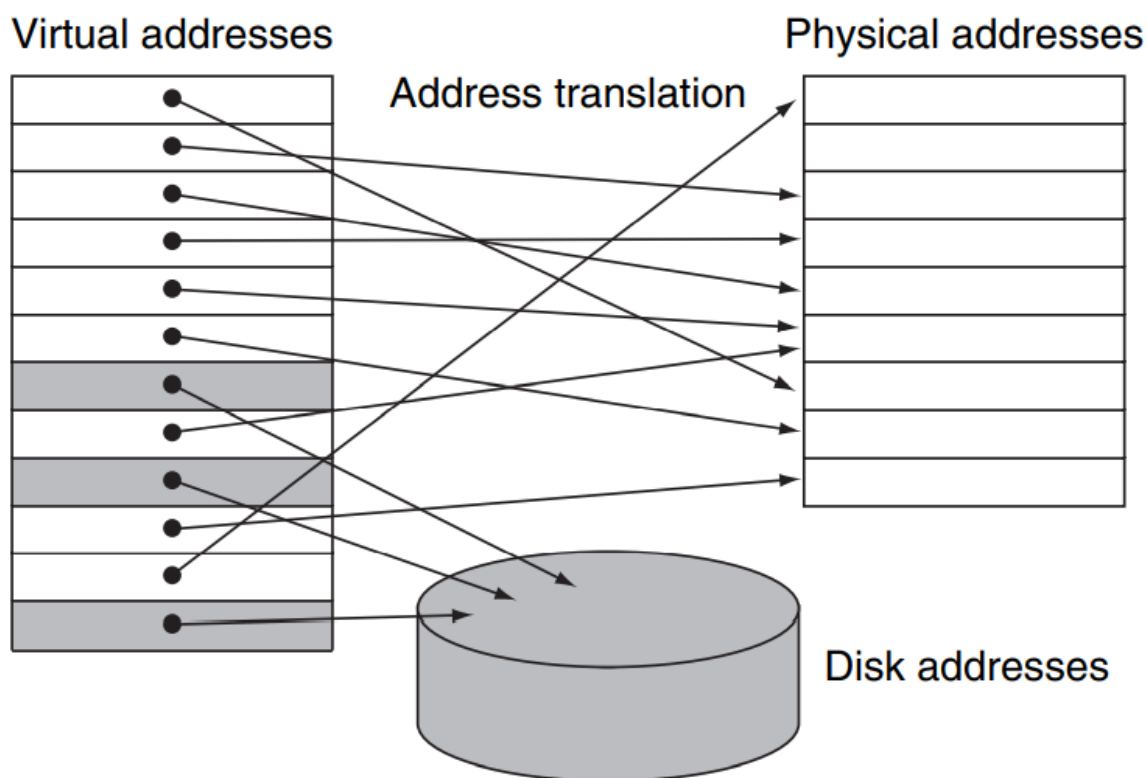 Virtual addresses
Physical addresses
Address translation
Disk addresses